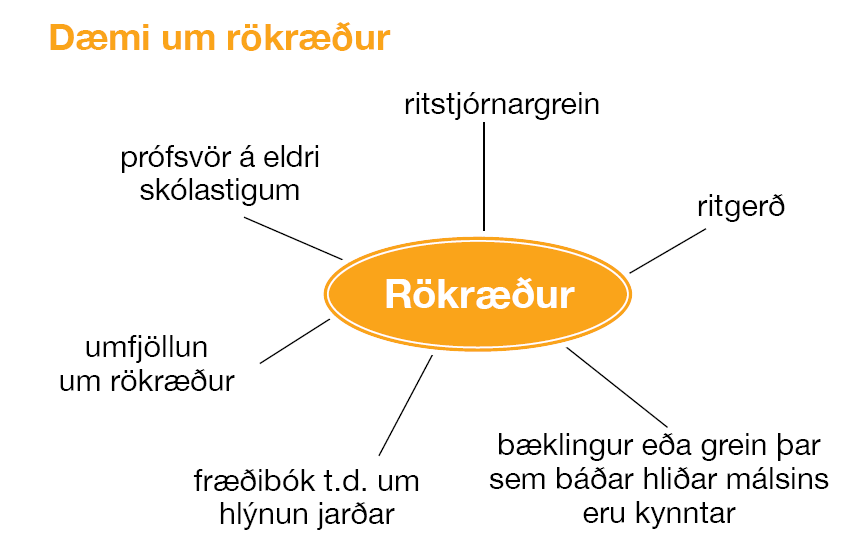 Dæmi um rökræður
ritstjórnargrein
prófsvör á eldri
skólastigum
ritgerð
Rökræður
umfjöllun
um rökræður
fræðibók t.d. um
hlýnun jarðar
bæklingur eða grein þar
sem báðar hliðar málsins
eru kynntar